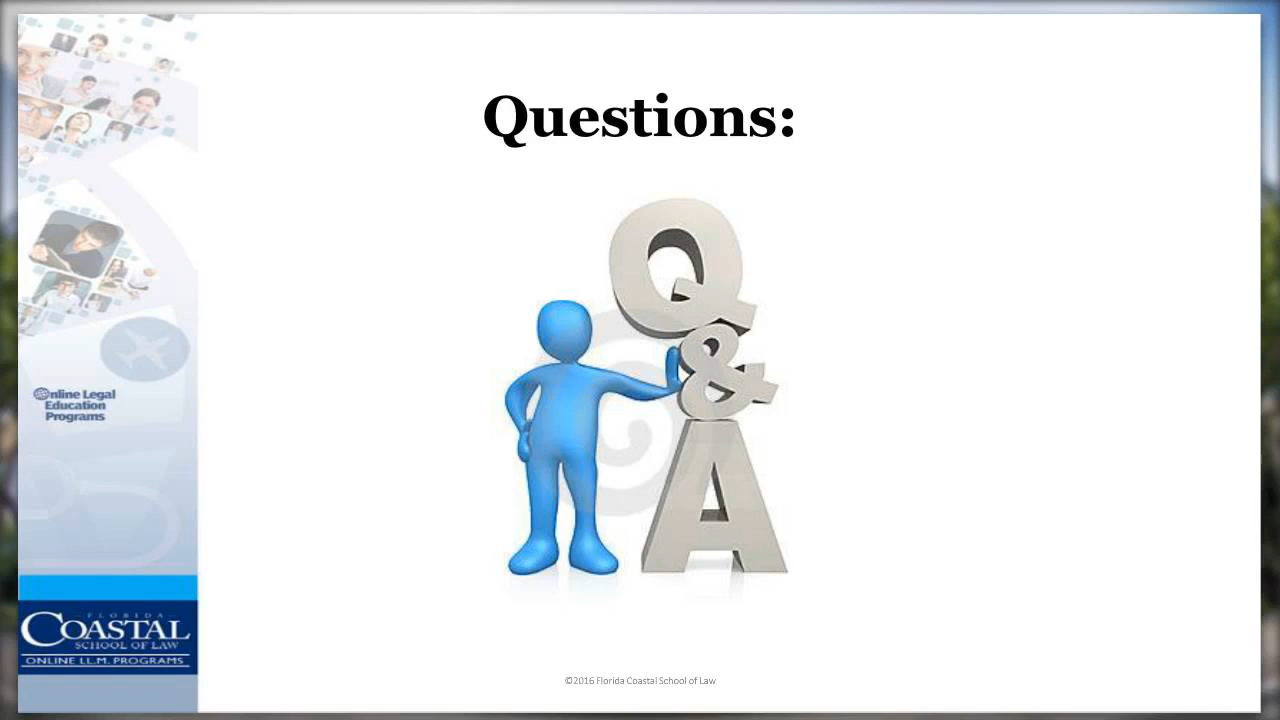 Questions:
Q
&
A
Online Legal
Education
Programs
FLORIDA
COASTAL
SCHOOL OF LAW
ONLINE LL.M. PROGRAMS
©2016 Florida Coastal School of Law